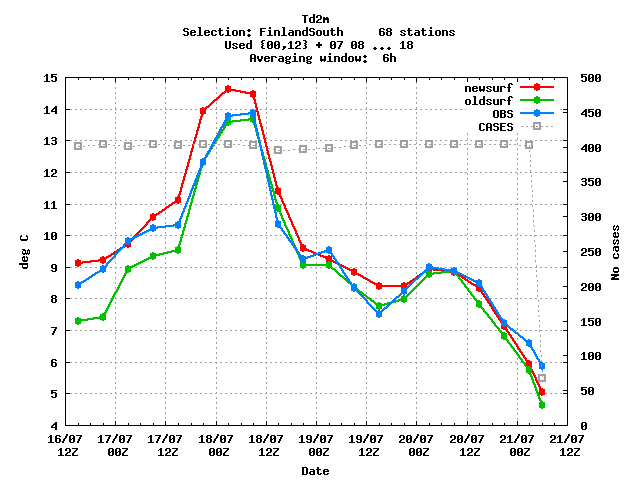 Td2m
Selection: FinlandSouth 68 stations
Used {00,12} + 07 08 ... 18
Averaging window: 6h
newsurf
oldsurf
OBS
CASES
15
14
13
12
11
10
9
8
7
6
5
4
deg C
500
450
400
350
300
250
200
150
100
50
0
No cases
16/07 17/07 17/07 18/07 18/07 19/07 19/07 20/07 20/07 21/07 21/07
12Z 00Z 12Z 00Z 12Z 00Z 12Z 00Z 12Z 00Z 12Z
Date